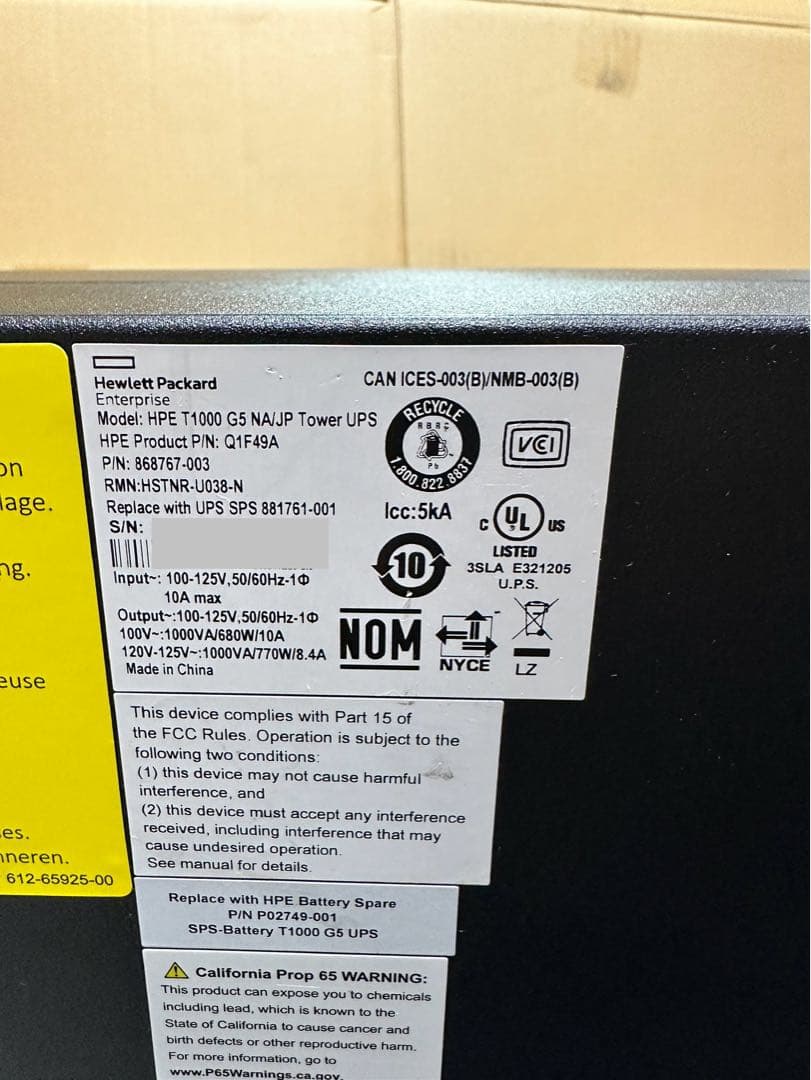 on
lage.
ng.
euse
es.
nneren.
612-65925-00
Hewlett Packard
Enterprise
Model: HPE T1000 G5 NA/JP Tower UPS
HPE Product P/N: Q1F49A
P/N: 868767-003
RMN:HSTNR-U038-N
Replace with UPS SPS 881761-001
S/N:
Input~: 100-125V,50/60Hz-1Φ
10A max
Output~:100-125V,50/60Hz-1Φ
100V~:1000VA/680W/10A
120V-125V~:1000VA/770W/8.4A
Made in China
CAN ICES-003(B)/NMB-003(B)
RECYCLE
RBRC
Pb
1.800.822.8837
VCI
Icc:5kA
C UL US
LISTED
3SLA E321205
U.P.S.
10
NOM
NYCE
LZ
This device complies with Part 15 of
the FCC Rules. Operation is subject to the
following two conditions:
(1) this device may not cause harmful
interference, and
(2) this device must accept any interference
received, including interference that may
cause undesired operation.
See manual for details.
Replace with HPE Battery Spare
P/N P02749-001
SPS-Battery T1000 G5 UPS
California Prop 65 WARNING:
This product can expose you to chemicals
including lead, which is known to the
State of California to cause cancer and
birth defects or other reproductive harm.
For more information, go to
www.P65Warnings.ca.gov.